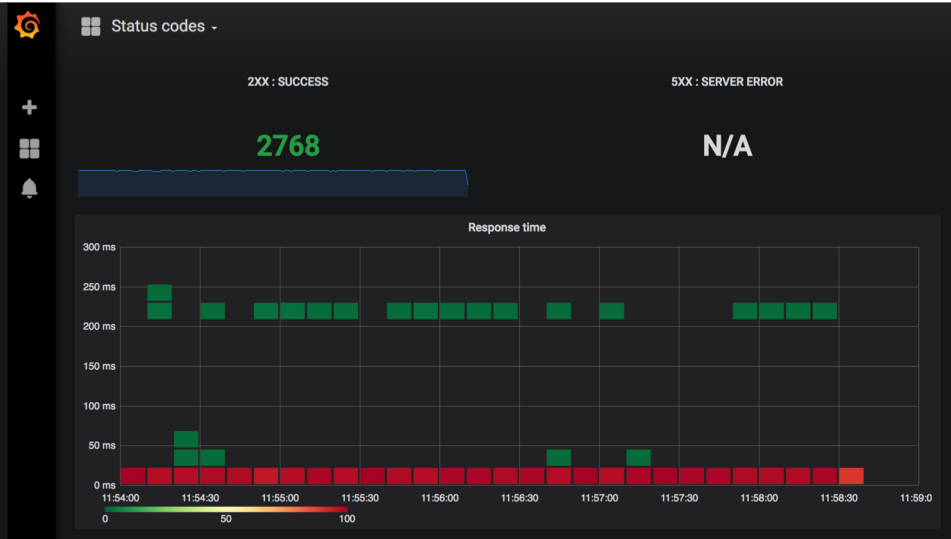 Status codes
2XX : SUCCESS
5XX : SERVER ERROR
2768
N/A
Response time
300 ms
250 ms
200 ms
150 ms
100 ms
50 ms
0 ms
11:54:00 11:54:30 11:55:00 11:55:30 11:56:00 11:56:30 11:57:00 11:57:30 11:58:00 11:58:30 11:59:0
0 50 100